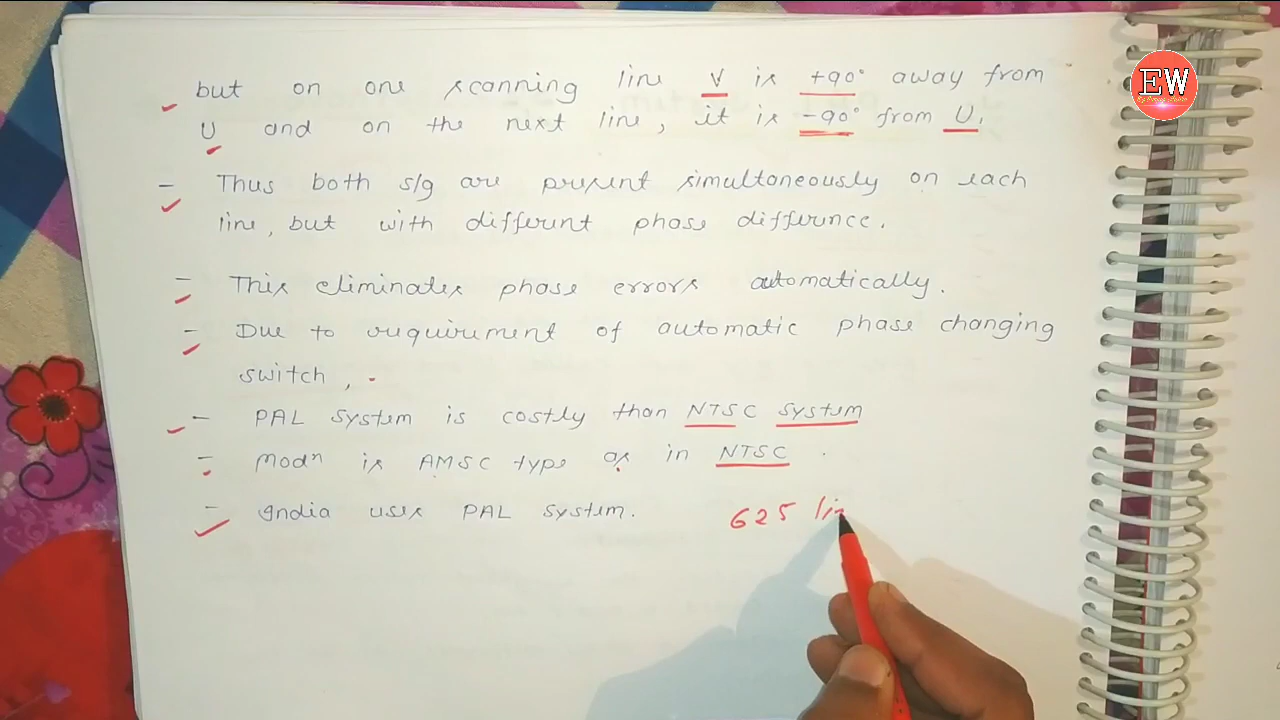 but on one scanning line V is +90° away from
U and on the next line, it is -90° from U.
- Thus both s/g are present simultaneously on each
line, but with different phase difference.
- This eliminates phase errors automatically.
- Due to requirement of automatic phase changing
switch,
- PAL system is costly than NTSC system
- Modⁿ is AMSC type as in NTSC
- India uses PAL system. 625 lin
EW